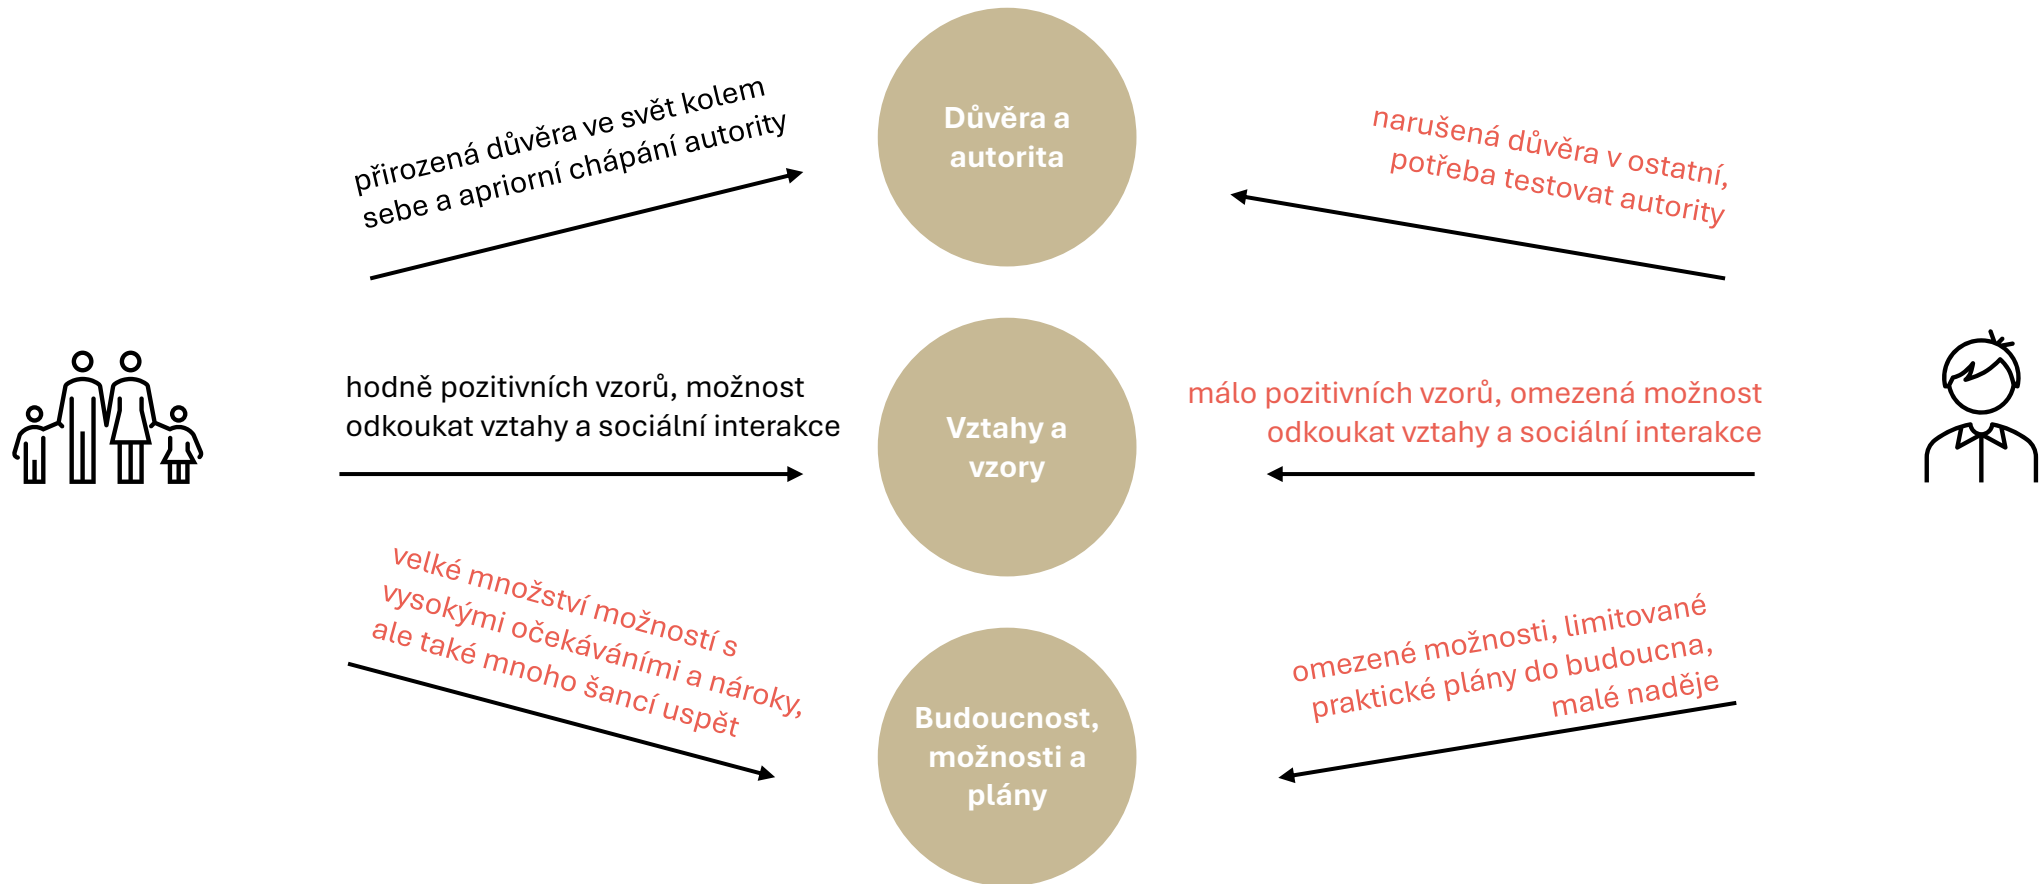 přirozená důvěra ve svět kolem
sebe a apriorní chápání autority
Důvěra a
autorita
narušená důvěra v ostatní,
potřeba testovat autority
hodně pozitivních vzorů, možnost
odkoukat vztahy a sociální interakce
Vztahy a
vzory
málo pozitivních vzorů, omezená možnost
odkoukat vztahy a sociální interakce
velké množství možností s
vysokými očekáváními a nároky,
ale také mnoho šancí uspět
Budoucnost,
možnosti a
plány
omezené možnosti, limitované
praktické plány do budoucna,
malé naděje